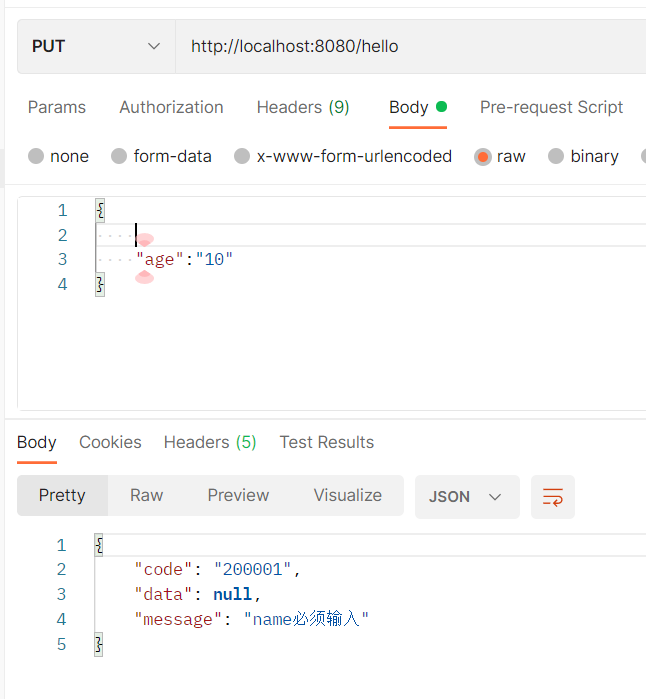 PUT http://localhost:8080/hello
Params Authorization Headers (9) Body Pre-request Script
none form-data x-www-form-urlencoded raw binary
1 {
2
3 "age":"10"
4 }
Body Cookies Headers (5) Test Results
Pretty Raw Preview Visualize JSON
1 {
2 "code": "200001",
3 "data": null,
4 "message": "name必须输入"
5 }